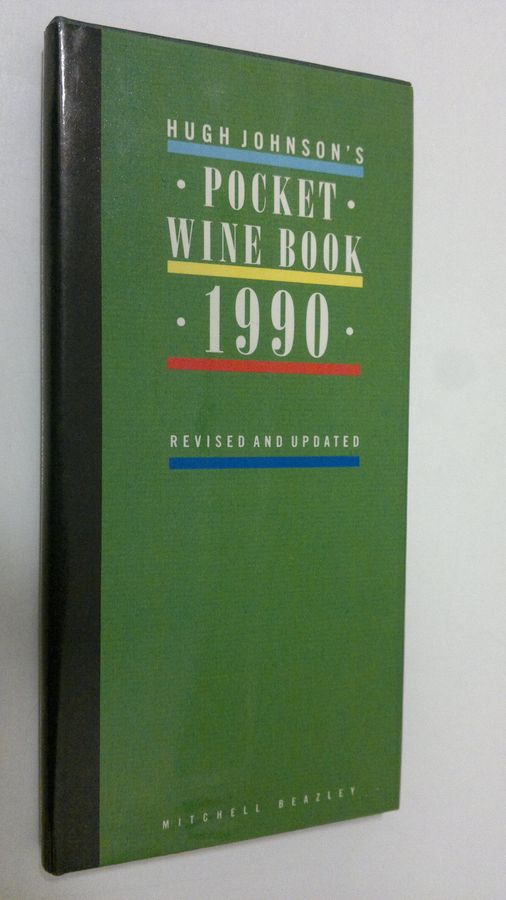 HUGH JOHNSON'S
· POCKET ·
WINE BOOK
· 1990 ·
REVISED AND UPDATED
MITCHELL BEAZLEY